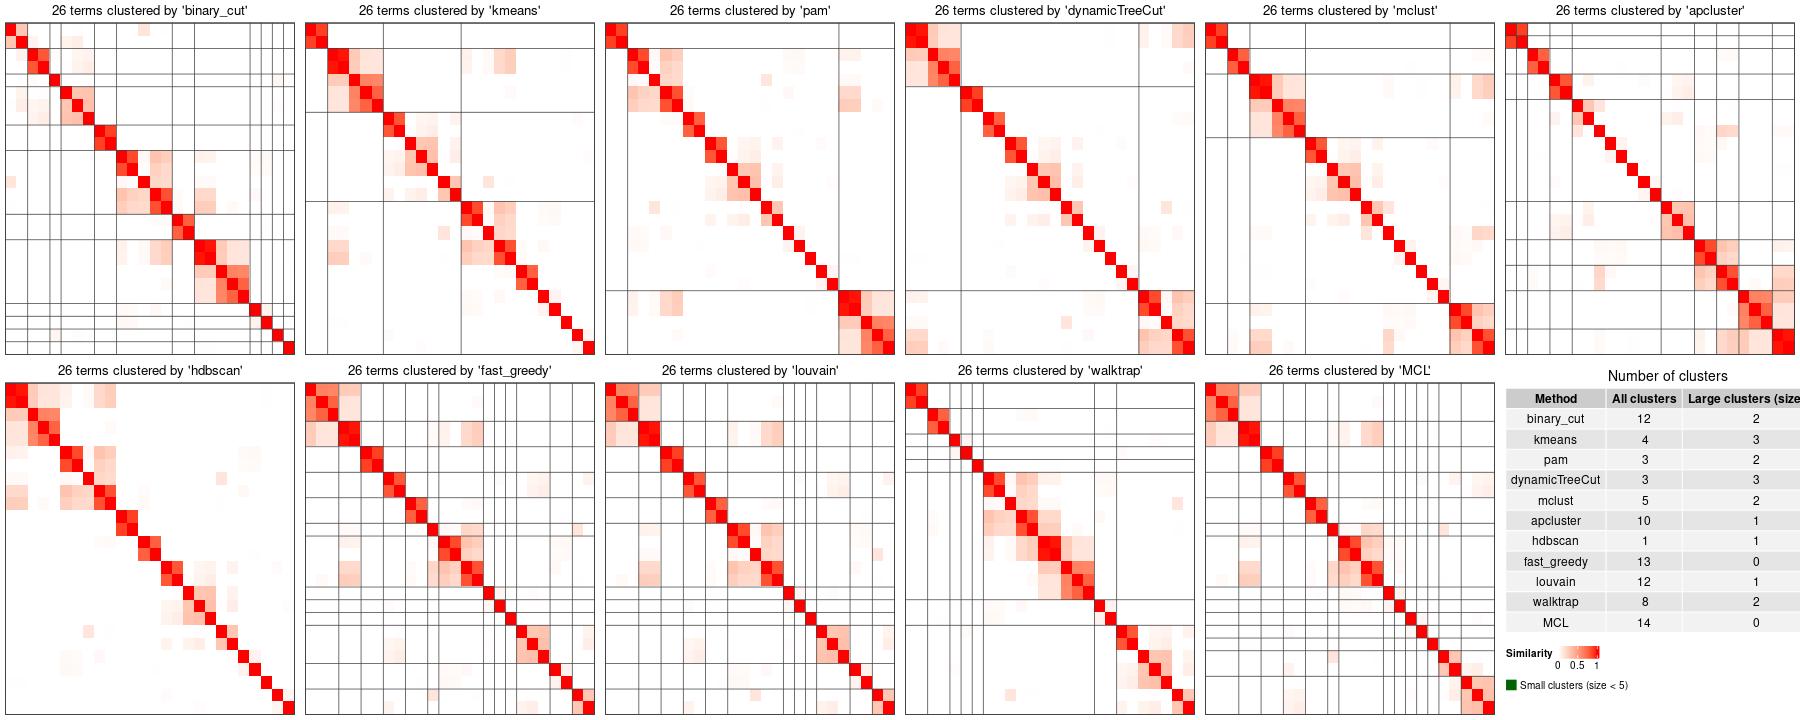 26 terms clustered by 'binary_cut'
26 terms clustered by 'kmeans'
26 terms clustered by 'pam'
26 terms clustered by 'dynamicTreeCut'
26 terms clustered by 'mclust'
26 terms clustered by 'apcluster'
26 terms clustered by 'hdbscan'
26 terms clustered by 'fast_greedy'
26 terms clustered by 'louvain'
26 terms clustered by 'walktrap'
26 terms clustered by 'MCL'
Number of clusters
Method All clusters Large clusters (size
binary_cut 12 2
kmeans 4 3
pam 3 2
dynamicTreeCut 3 3
mclust 5 2
apcluster 10 1
hdbscan 1 1
fast_greedy 13 0
louvain 12 1
walktrap 8 2
MCL 14 0
Similarity
0 0.5 1
Small clusters (size < 5)